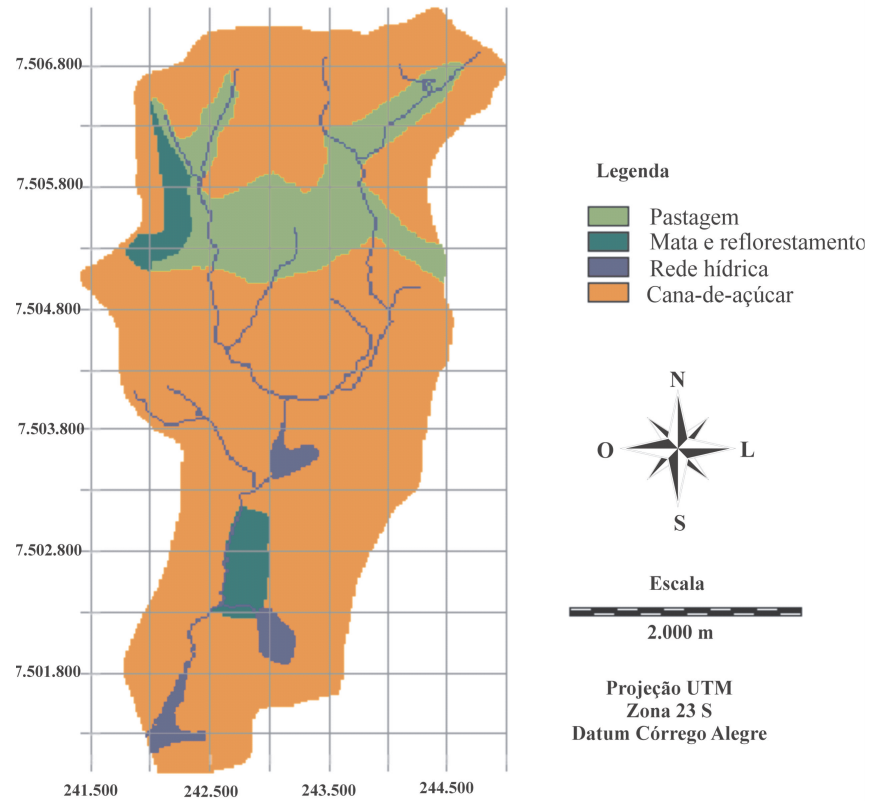 7.506.800
7.505.800
7.504.800
7.503.800
7.502.800
7.501.800
241.500
242.500
243.500
244.500
Legenda
Pastagem
Mata e reflorestamento
Rede hídrica
Cana-de-açúcar
N
O
L
S
Escala
2.000 m
Projeção UTM
Zona 23 S
Datum Córrego Alegre